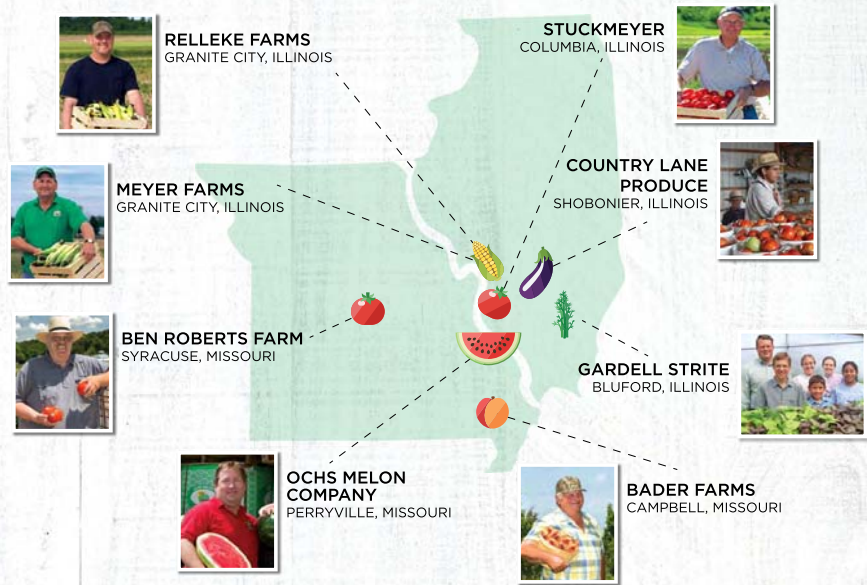 RELLEKE FARMS
GRANITE CITY, ILLINOIS
STUCKMEYER
COLUMBIA, ILLINOIS
MEYER FARMS
GRANITE CITY, ILLINOIS
COUNTRY LANE
PRODUCE
SHOBONIER, ILLINOIS
BEN ROBERTS FARM
SYRACUSE, MISSOURI
GARDELL STRITE
BLUFORD, ILLINOIS
OCHS MELON
COMPANY
PERRYVILLE, MISSOURI
BADER FARMS
CAMPBELL, MISSOURI